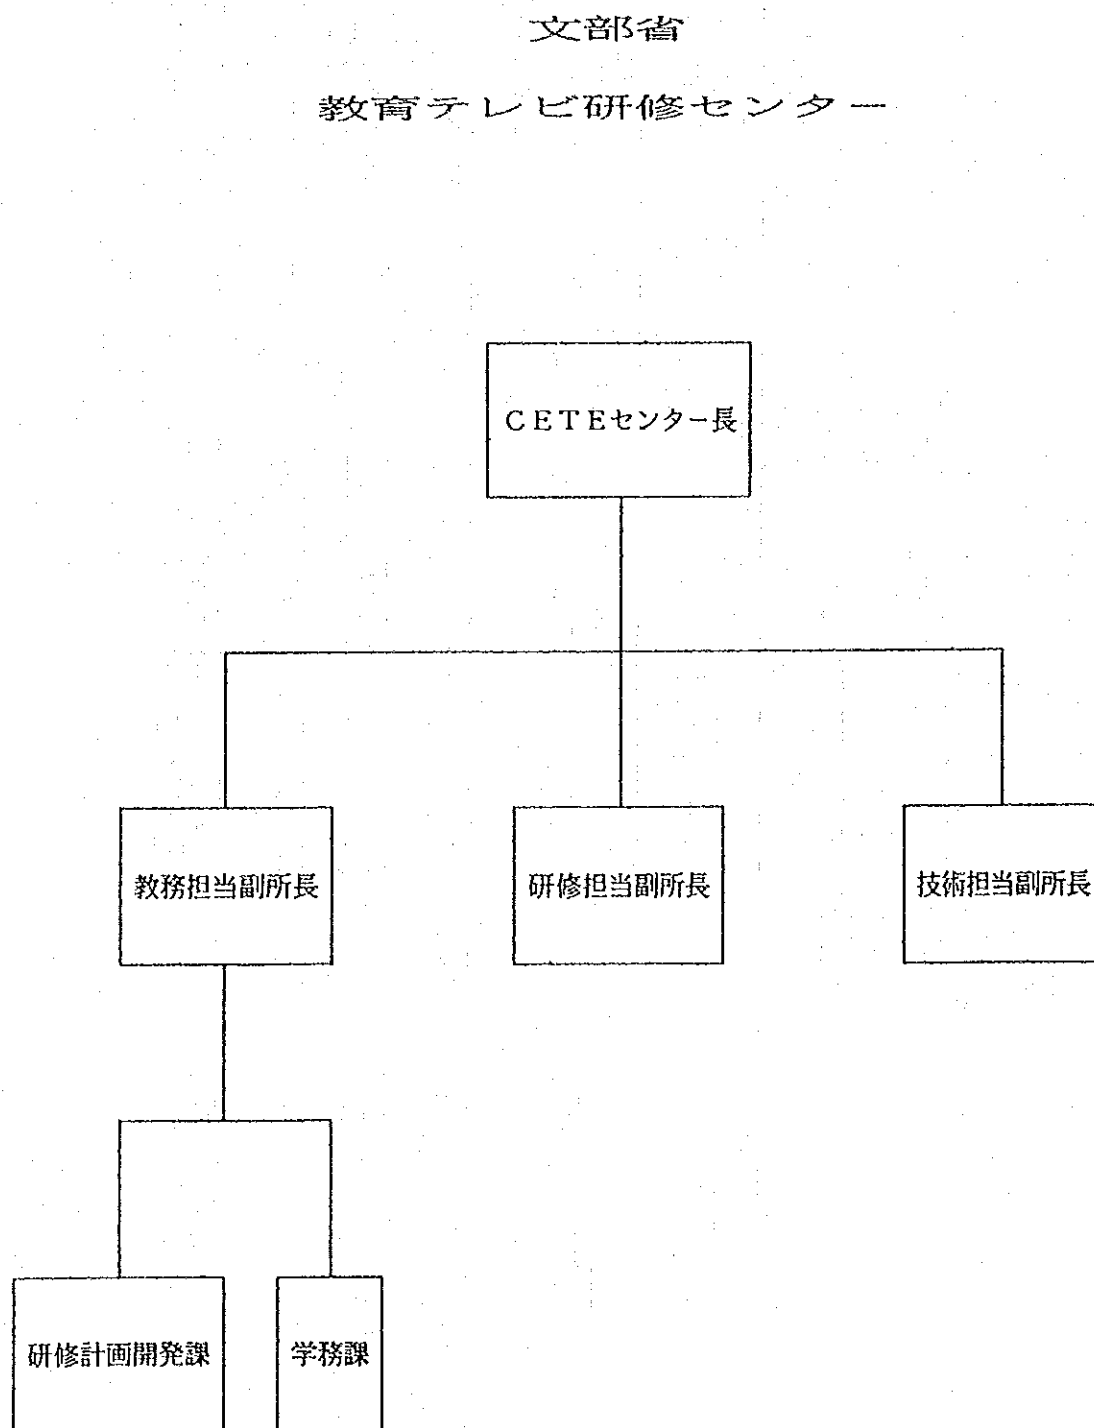 文部省
教育テレビ研修センター
CETEセンター長
教務担当副所長
研修担当副所長
技術担当副所長
研修計画開発課
学務課